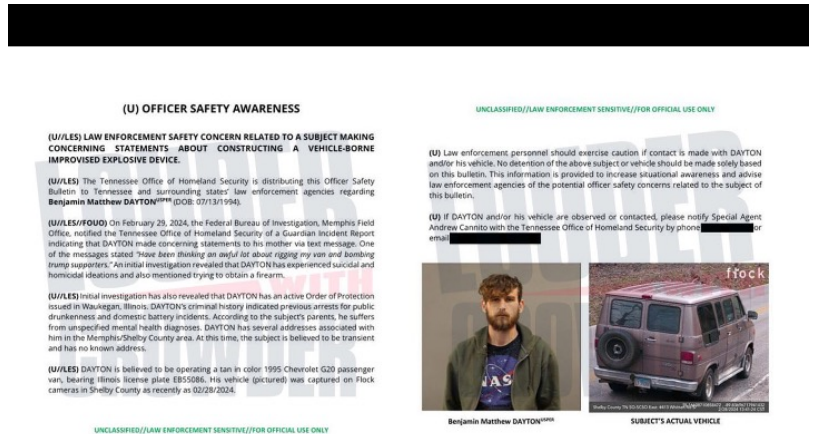 (U) OFFICER SAFETY AWARENESS
(U//LES) LAW ENFORCEMENT SAFETY CONCERN RELATED TO A SUBJECT MAKING
CONCERNING STATEMENTS ABOUT CONSTRUCTING A VEHICLE-BORNE
IMPROVISED EXPLOSIVE DEVICE.
(U//LES) The Tennessee Office of Homeland Security is distributing this Officer Safety
Bulletin to Tennessee and surrounding states' law enforcement agencies regarding
Benjamin Matthew DAYTON USPER (DOB: 07/13/1994).
(U//LES//FOUO) On February 29, 2024, the Federal Bureau of Investigation, Memphis Field
Office, notified the Tennessee Office of Homeland Security of a Guardian Incident Report
indicating that DAYTON made concerning statements to his mother via text message. One
of the messages stated "Have been thinking an awful lot about rigging my van and bombing
trump supporters." An initial investigation revealed that DAYTON has experienced suicidal and
homicidal ideations and also mentioned trying to obtain a firearm.
(U//LES) Initial investigation has also revealed that DAYTON has an active Order of Protection
issued in Waukegan, Illinois. DAYTON's criminal history indicated previous arrests for public
drunkenness and domestic battery incidents. According to the subject's parents, he suffers
from unspecified mental health diagnoses. DAYTON has several addresses associated with
him in the Memphis/Shelby County area. At this time, the subject is believed to be transient
and has no known address.
(U//LES) DAYTON is believed to be operating a tan in color 1995 Chevrolet G20 passenger
van, bearing Illinois license plate EB55086. His vehicle (pictured) was captured on Flock
cameras in Shelby County as recently as 02/28/2024.
UNCLASSIFIED//LAW ENFORCEMENT SENSITIVE//FOR OFFICIAL USE ONLY
UNCLASSIFIED//LAW ENFORCEMENT SENSITIVE//FOR OFFICIAL USE ONLY
(U) Law enforcement personnel should exercise caution if contact is made with DAYTON
and/or his vehicle. No detention of the above subject or vehicle should be made solely based
on this bulletin. This information is provided to increase situational awareness and advise
law enforcement agencies of the potential officer safety concerns related to the subject of
this bulletin.
(U) If DAYTON and/or his vehicle are observed or contacted, please notify Special Agent
Andrew Cannito with the Tennessee Office of Homeland Security by phone or
email
NASA
flock
Benjamin Matthew DAYTON USPER
SUBJECT'S ACTUAL VEHICLE
LOUDER
WITH
CROWDER